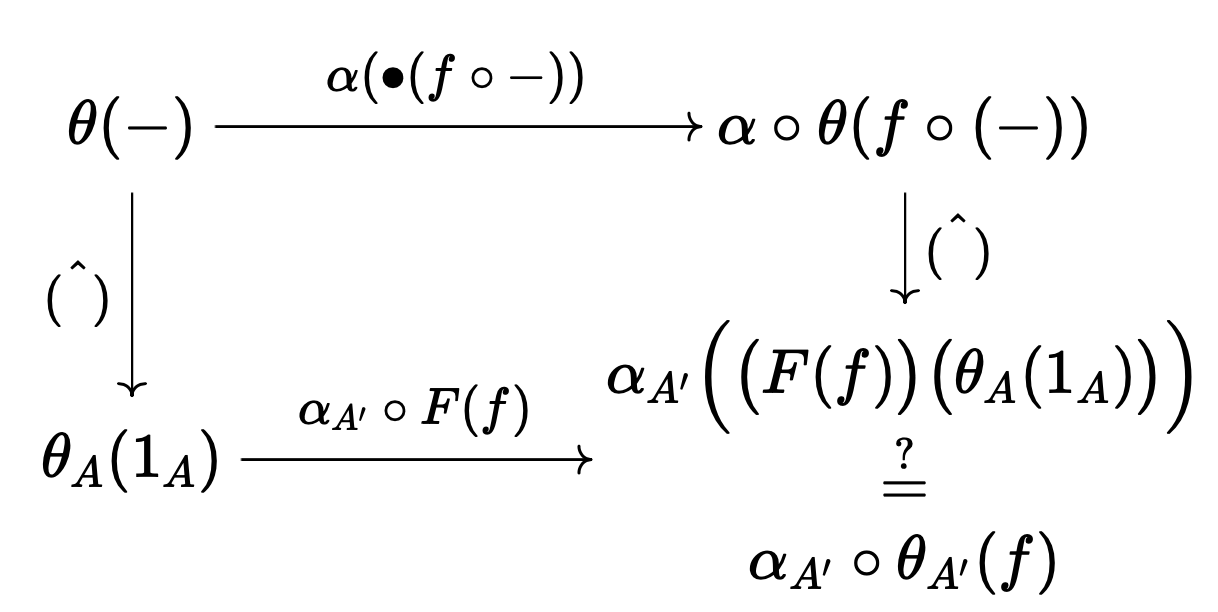 α(•(f ∘ −))
θ(−) ⟶ α ∘ θ(f ∘ (−))
(ˆ) (ˆ)
α_{A′}((F(f))(θ_A(1_A)))
α_{A′} ∘ F(f)
θ_A(1_A) ⟶
?
=
α_{A′} ∘ θ_{A′}(f)